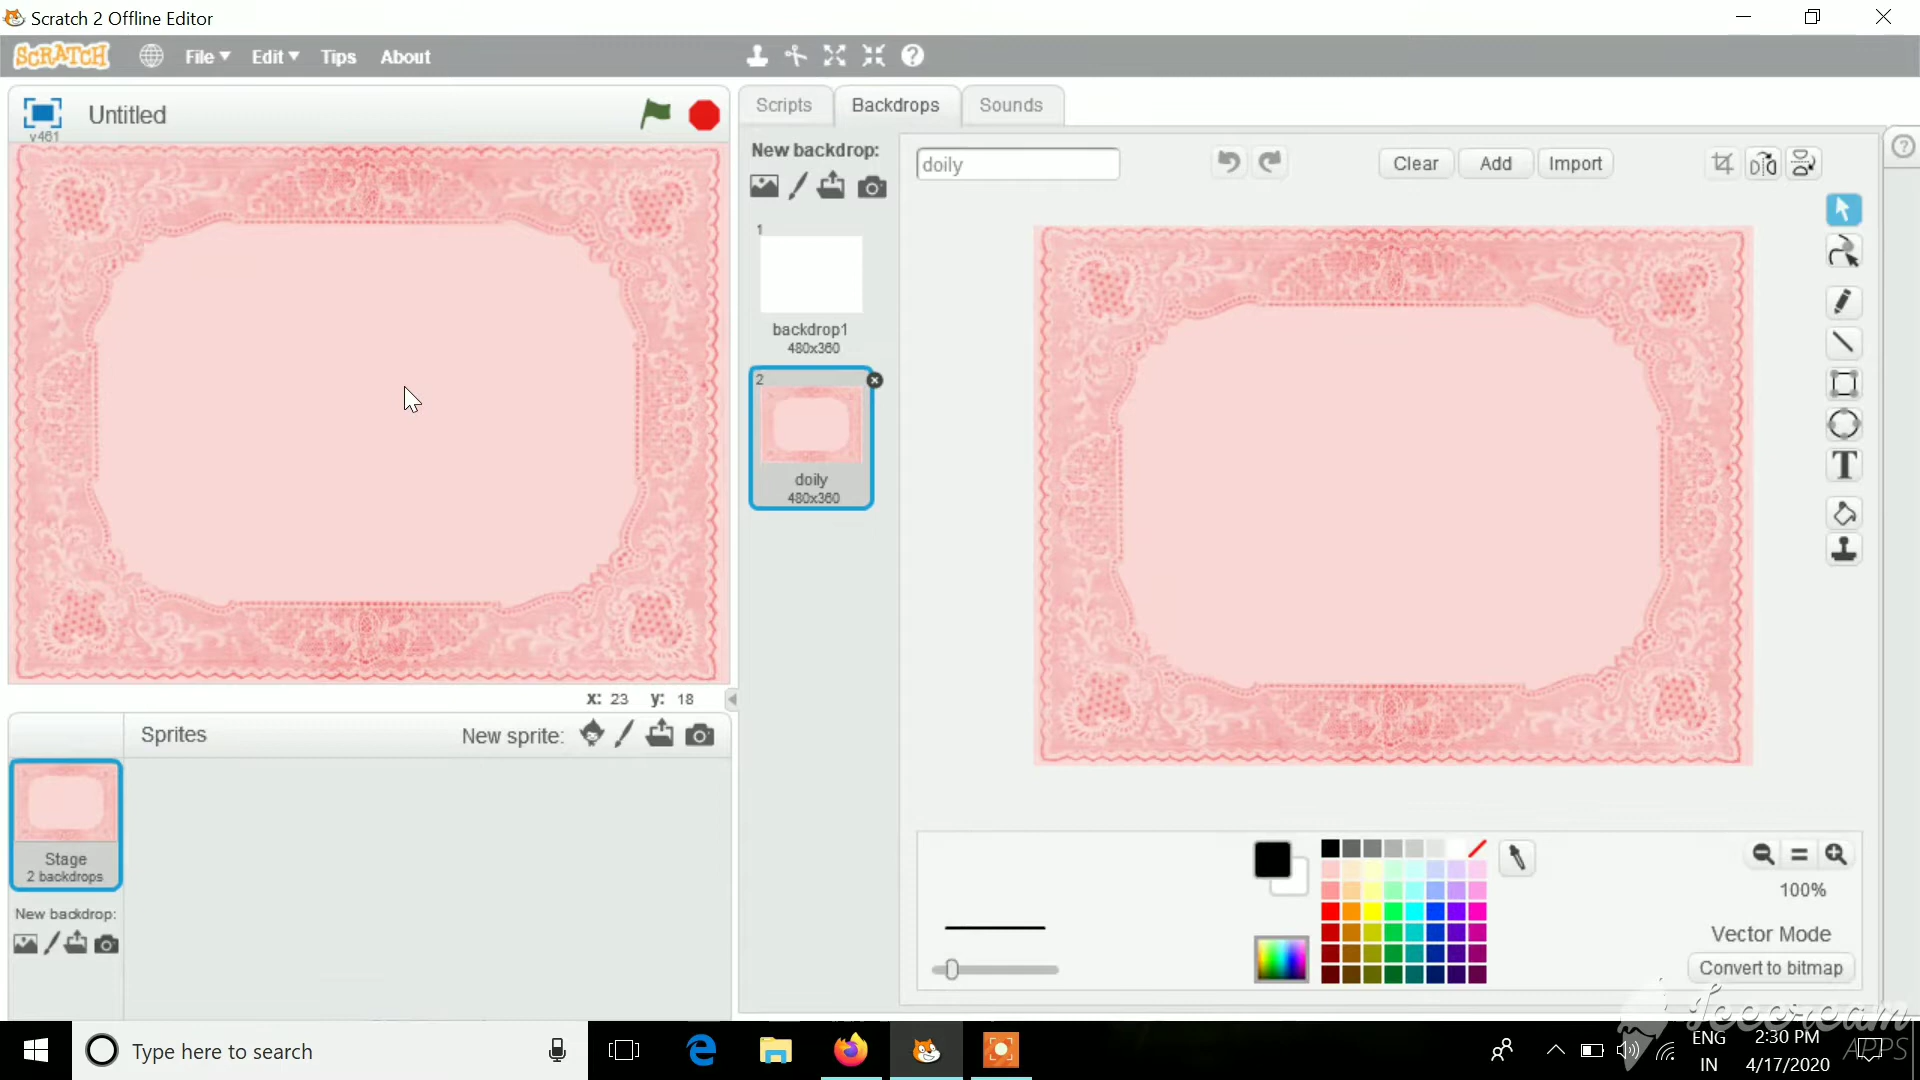 Scratch 2 Offline Editor
SCRATCH File Edit Tips About
Untitled
v461
Scripts Backdrops Sounds
New backdrop:
doily
Clear Add Import
1
backdrop1
480x360
2
doily
480x360
T
x: 23 y: 18
Sprites New sprite:
Stage
2 backdrops
New backdrop:
100%
Vector Mode
Convert to bitmap
Icecream
APPS
Type here to search
ENG
IN
2:30 PM
4/17/2020